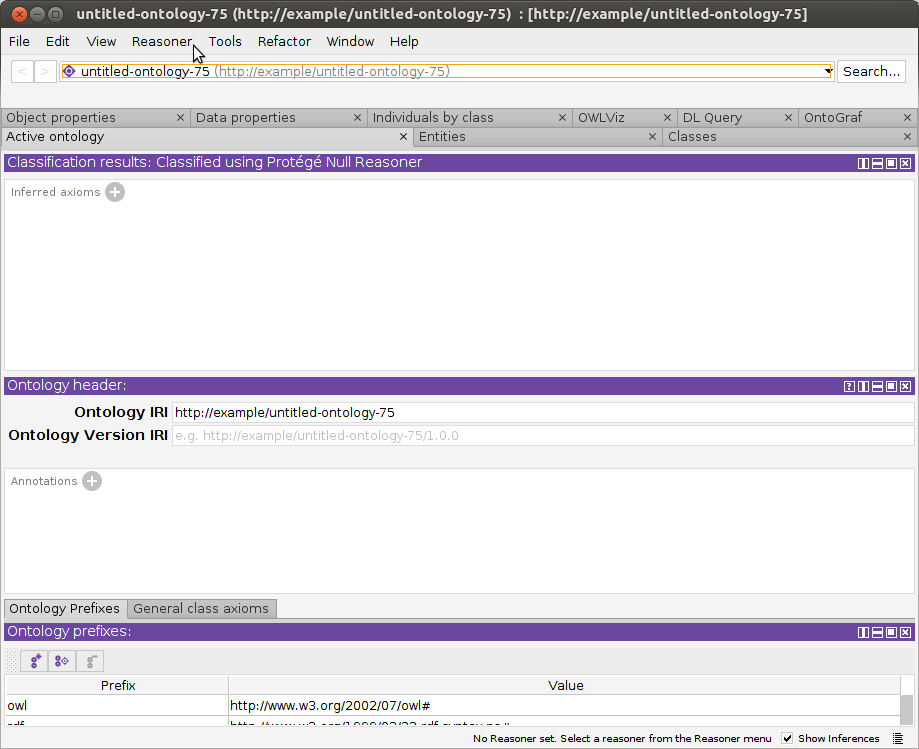 untitled-ontology-75 (http://example/untitled-ontology-75)  : [http://example/untitled-ontology-75]
File Edit View Reasoner Tools Refactor Window Help
< > untitled-ontology-75 (http://example/untitled-ontology-75) Search...
Object properties × Data properties × Individuals by class × OWLViz × DL Query × OntoGraf ×
Active ontology × Entities × Classes ×
Classification results: Classified using Protégé Null Reasoner
Inferred axioms
Ontology header:
Ontology IRI http://example/untitled-ontology-75
Ontology Version IRI e.g. http://example/untitled-ontology-75/1.0.0
Annotations
Ontology Prefixes General class axioms
Ontology prefixes:
Prefix Value
owl http://www.w3.org/2002/07/owl#
No Reasoner set. Select a reasoner from the Reasoner menu Show Inferences